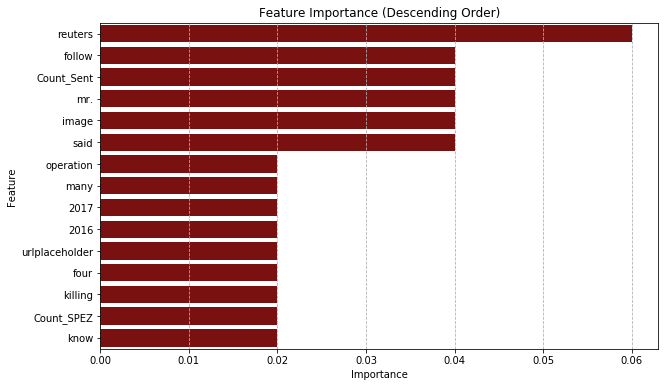 Feature Importance (Descending Order)
reuters
follow
Count_Sent
mr.
image
said
operation
many
2017
2016
urlplaceholder
four
killing
Count_SPEZ
know
Feature
0.00 0.01 0.02 0.03 0.04 0.05 0.06
Importance